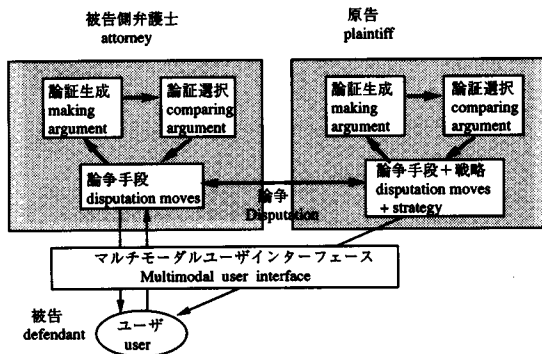 被告側弁護士
attorney
原告
plaintiff
論証生成
making
argument
論証選択
comparing
argument
論争手段
disputation moves
論証生成
making
argument
論証選択
comparing
argument
論争手段+戦略
disputation moves
+ strategy
論争
Disputation
マルチモーダルユーザインターフェース
Multimodal user interface
被告
defendant
ユーザ
user